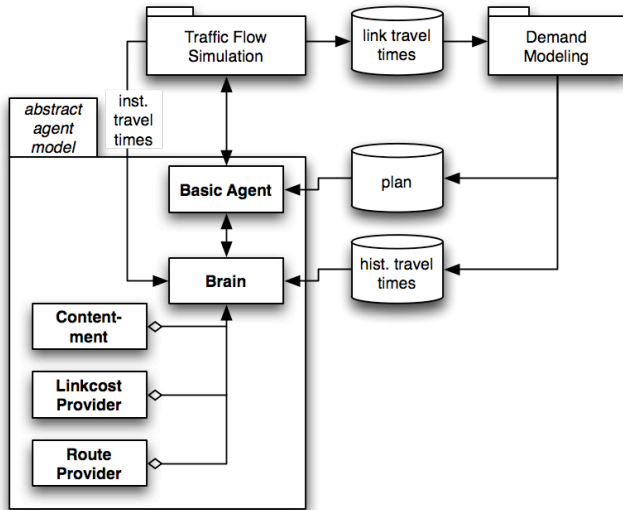 Traffic Flow
Simulation
link travel
times
Demand
Modeling
inst.
travel
times
abstract
agent
model
Basic Agent
plan
Brain
hist. travel
times
Content-
ment
Linkcost
Provider
Route
Provider